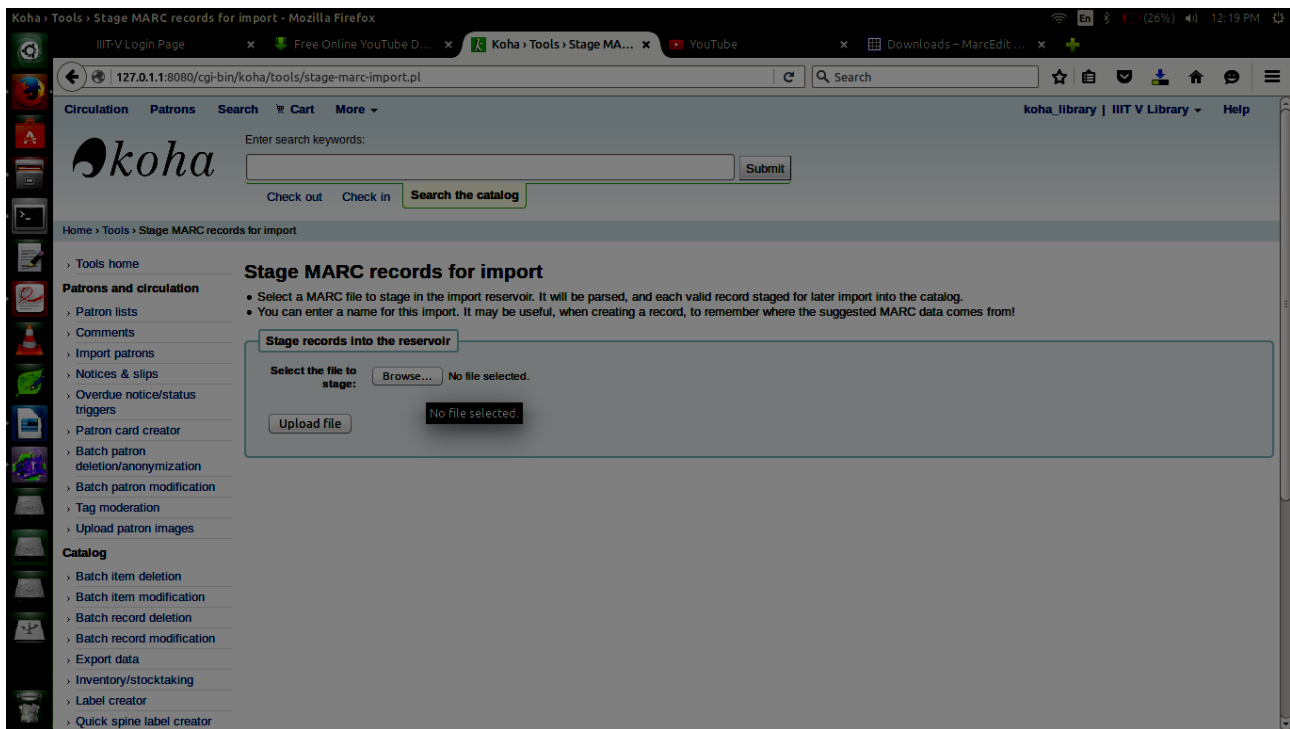 Koha › Tools › Stage MARC records for import - Mozilla Firefox
En (26%) 12:19 PM
IIIT-V Login Page
Free Online YouTube D...
Koha › Tools › Stage MA...
YouTube
Downloads – MarcEdit ...
127.0.1.1:8080/cgi-bin/koha/tools/stage-marc-import.pl
Search
Circulation Patrons Search Cart More
koha_library | IIIT V Library Help
koha
Enter search keywords:
Submit
Check out Check in Search the catalog
Home › Tools › Stage MARC records for import
› Tools home
Patrons and circulation
› Patron lists
› Comments
› Import patrons
› Notices & slips
› Overdue notice/status
triggers
› Patron card creator
› Batch patron
deletion/anonymization
› Batch patron modification
› Tag moderation
› Upload patron images
Catalog
› Batch item deletion
› Batch item modification
› Batch record deletion
› Batch record modification
› Export data
› Inventory/stocktaking
› Label creator
› Quick spine label creator
Stage MARC records for import
• Select a MARC file to stage in the import reservoir. It will be parsed, and each valid record staged for later import into the catalog.
• You can enter a name for this import. It may be useful, when creating a record, to remember where the suggested MARC data comes from!
Stage records into the reservoir
Select the file to
stage:
Browse... No file selected.
No file selected.
Upload file